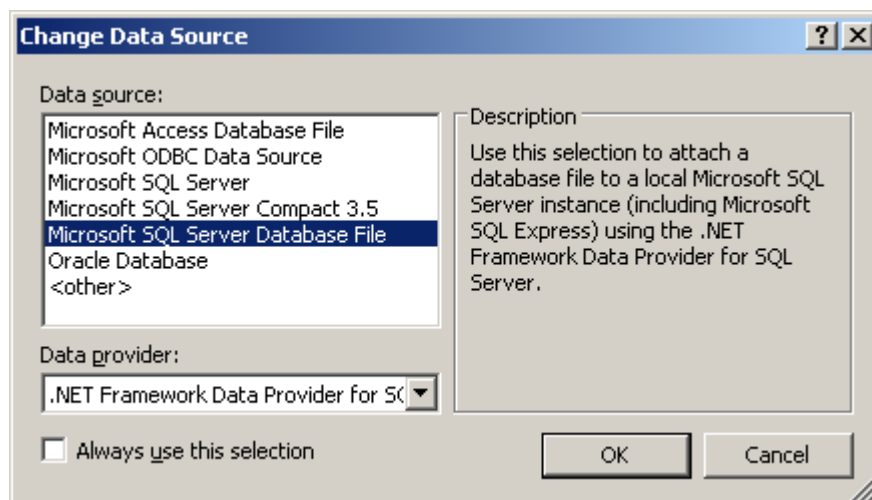 Change Data Source
Data source:
Microsoft Access Database File
Microsoft ODBC Data Source
Microsoft SQL Server
Microsoft SQL Server Compact 3.5
Microsoft SQL Server Database File
Oracle Database
<other>
Data provider:
.NET Framework Data Provider for
Always use this selection
Description
Use this selection to attach a
database file to a local Microsoft SQL
Server instance (including Microsoft
SQL Express) using the .NET
Framework Data Provider for SQL
Server.
OK
Cancel